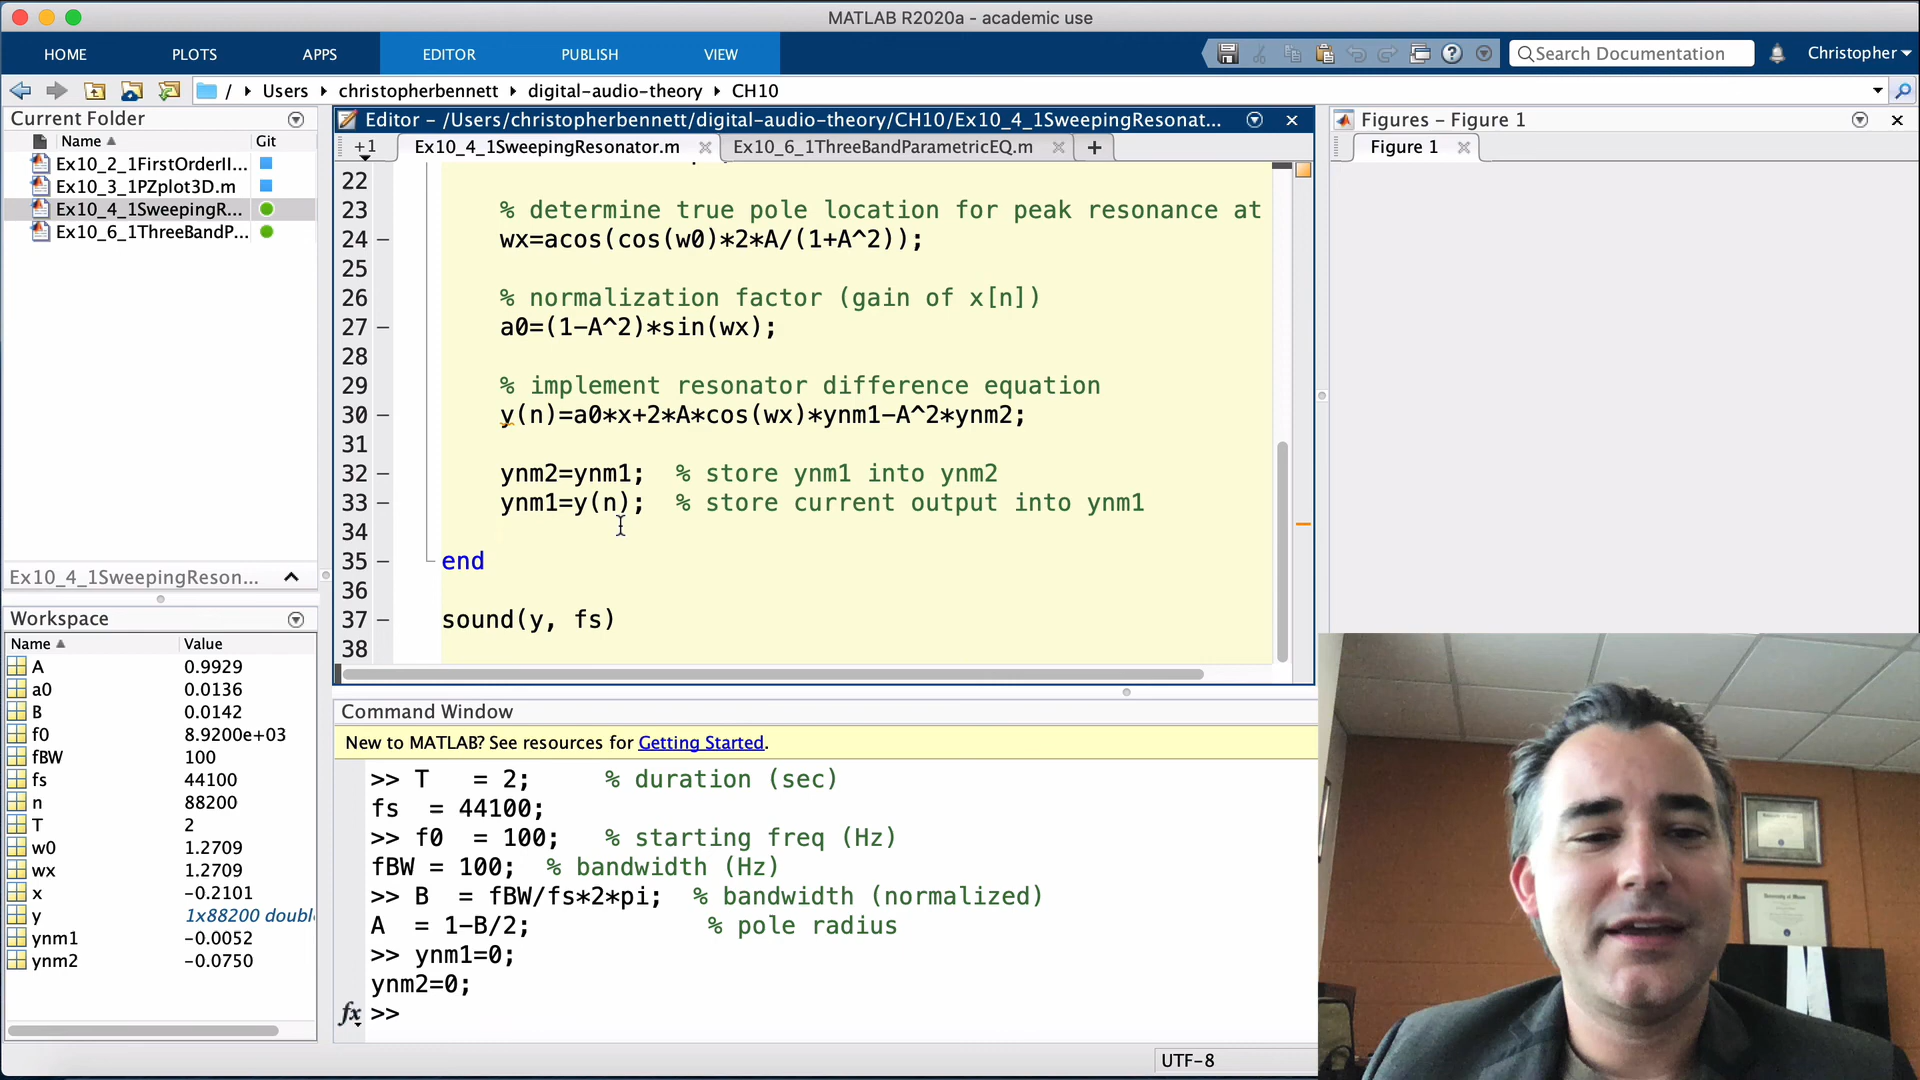 MATLAB R2020a - academic use
HOME PLOTS APPS EDITOR PUBLISH VIEW Search Documentation Christopher
/ Users christopherbennett digital-audio-theory CH10
Current Folder
Name Git
Ex10_2_1FirstOrderII...
Ex10_3_1PZplot3D.m
Ex10_4_1SweepingR...
Ex10_6_1ThreeBandP...
Ex10_4_1SweepingReson...
Workspace
Name Value
A 0.9929
a0 0.0136
B 0.0142
f0 8.9200e+03
fBW 100
fs 44100
n 88200
T 2
w0 1.2709
wx 1.2709
x -0.2101
y 1x88200 doubl
ynm1 -0.0052
ynm2 -0.0750
Editor – /Users/christopherbennett/digital-audio-theory/CH10/Ex10_4_1SweepingResonat...
+1 Ex10_4_1SweepingResonator.m Ex10_6_1ThreeBandParametricEQ.m +
22
23 % determine true pole location for peak resonance at
24 – wx=acos(cos(w0)*2*A/(1+A^2));
25
26 % normalization factor (gain of x[n])
27 – a0=(1-A^2)*sin(wx);
28
29 % implement resonator difference equation
30 – y(n)=a0*x+2*A*cos(wx)*ynm1-A^2*ynm2;
31
32 – ynm2=ynm1; % store ynm1 into ynm2
33 – ynm1=y(n); % store current output into ynm1
34
35 – end
36
37 – sound(y, fs)
38
Command Window
New to MATLAB? See resources for Getting Started.
>> T = 2; % duration (sec)
fs = 44100;
>> f0 = 100; % starting freq (Hz)
fBW = 100; % bandwidth (Hz)
>> B = fBW/fs*2*pi; % bandwidth (normalized)
A = 1-B/2; % pole radius
>> ynm1=0;
ynm2=0;
fx >>
UTF-8
Figures – Figure 1
Figure 1